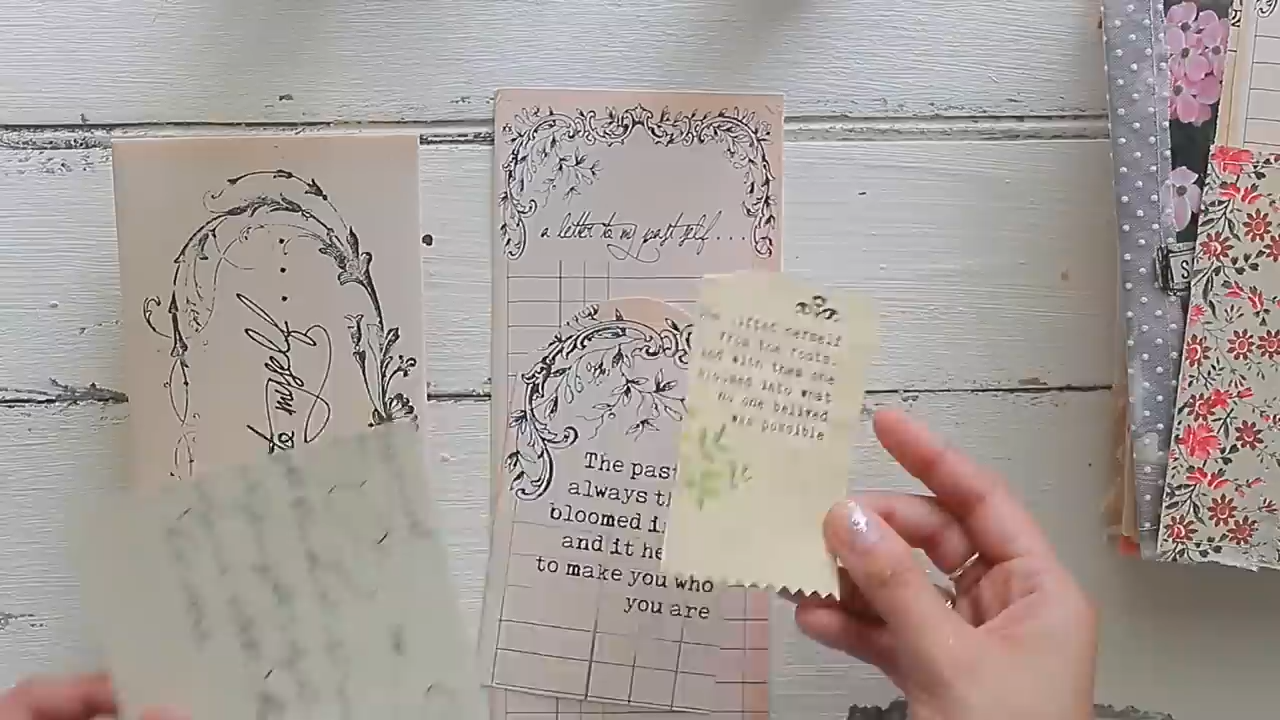 to myself...
a letter to my past self....
The past
always th
bloomed i
and it he
to make you who
you are
lifted herself
from the roots.
and with them one
bloomed into what
no one belived
was possible
S